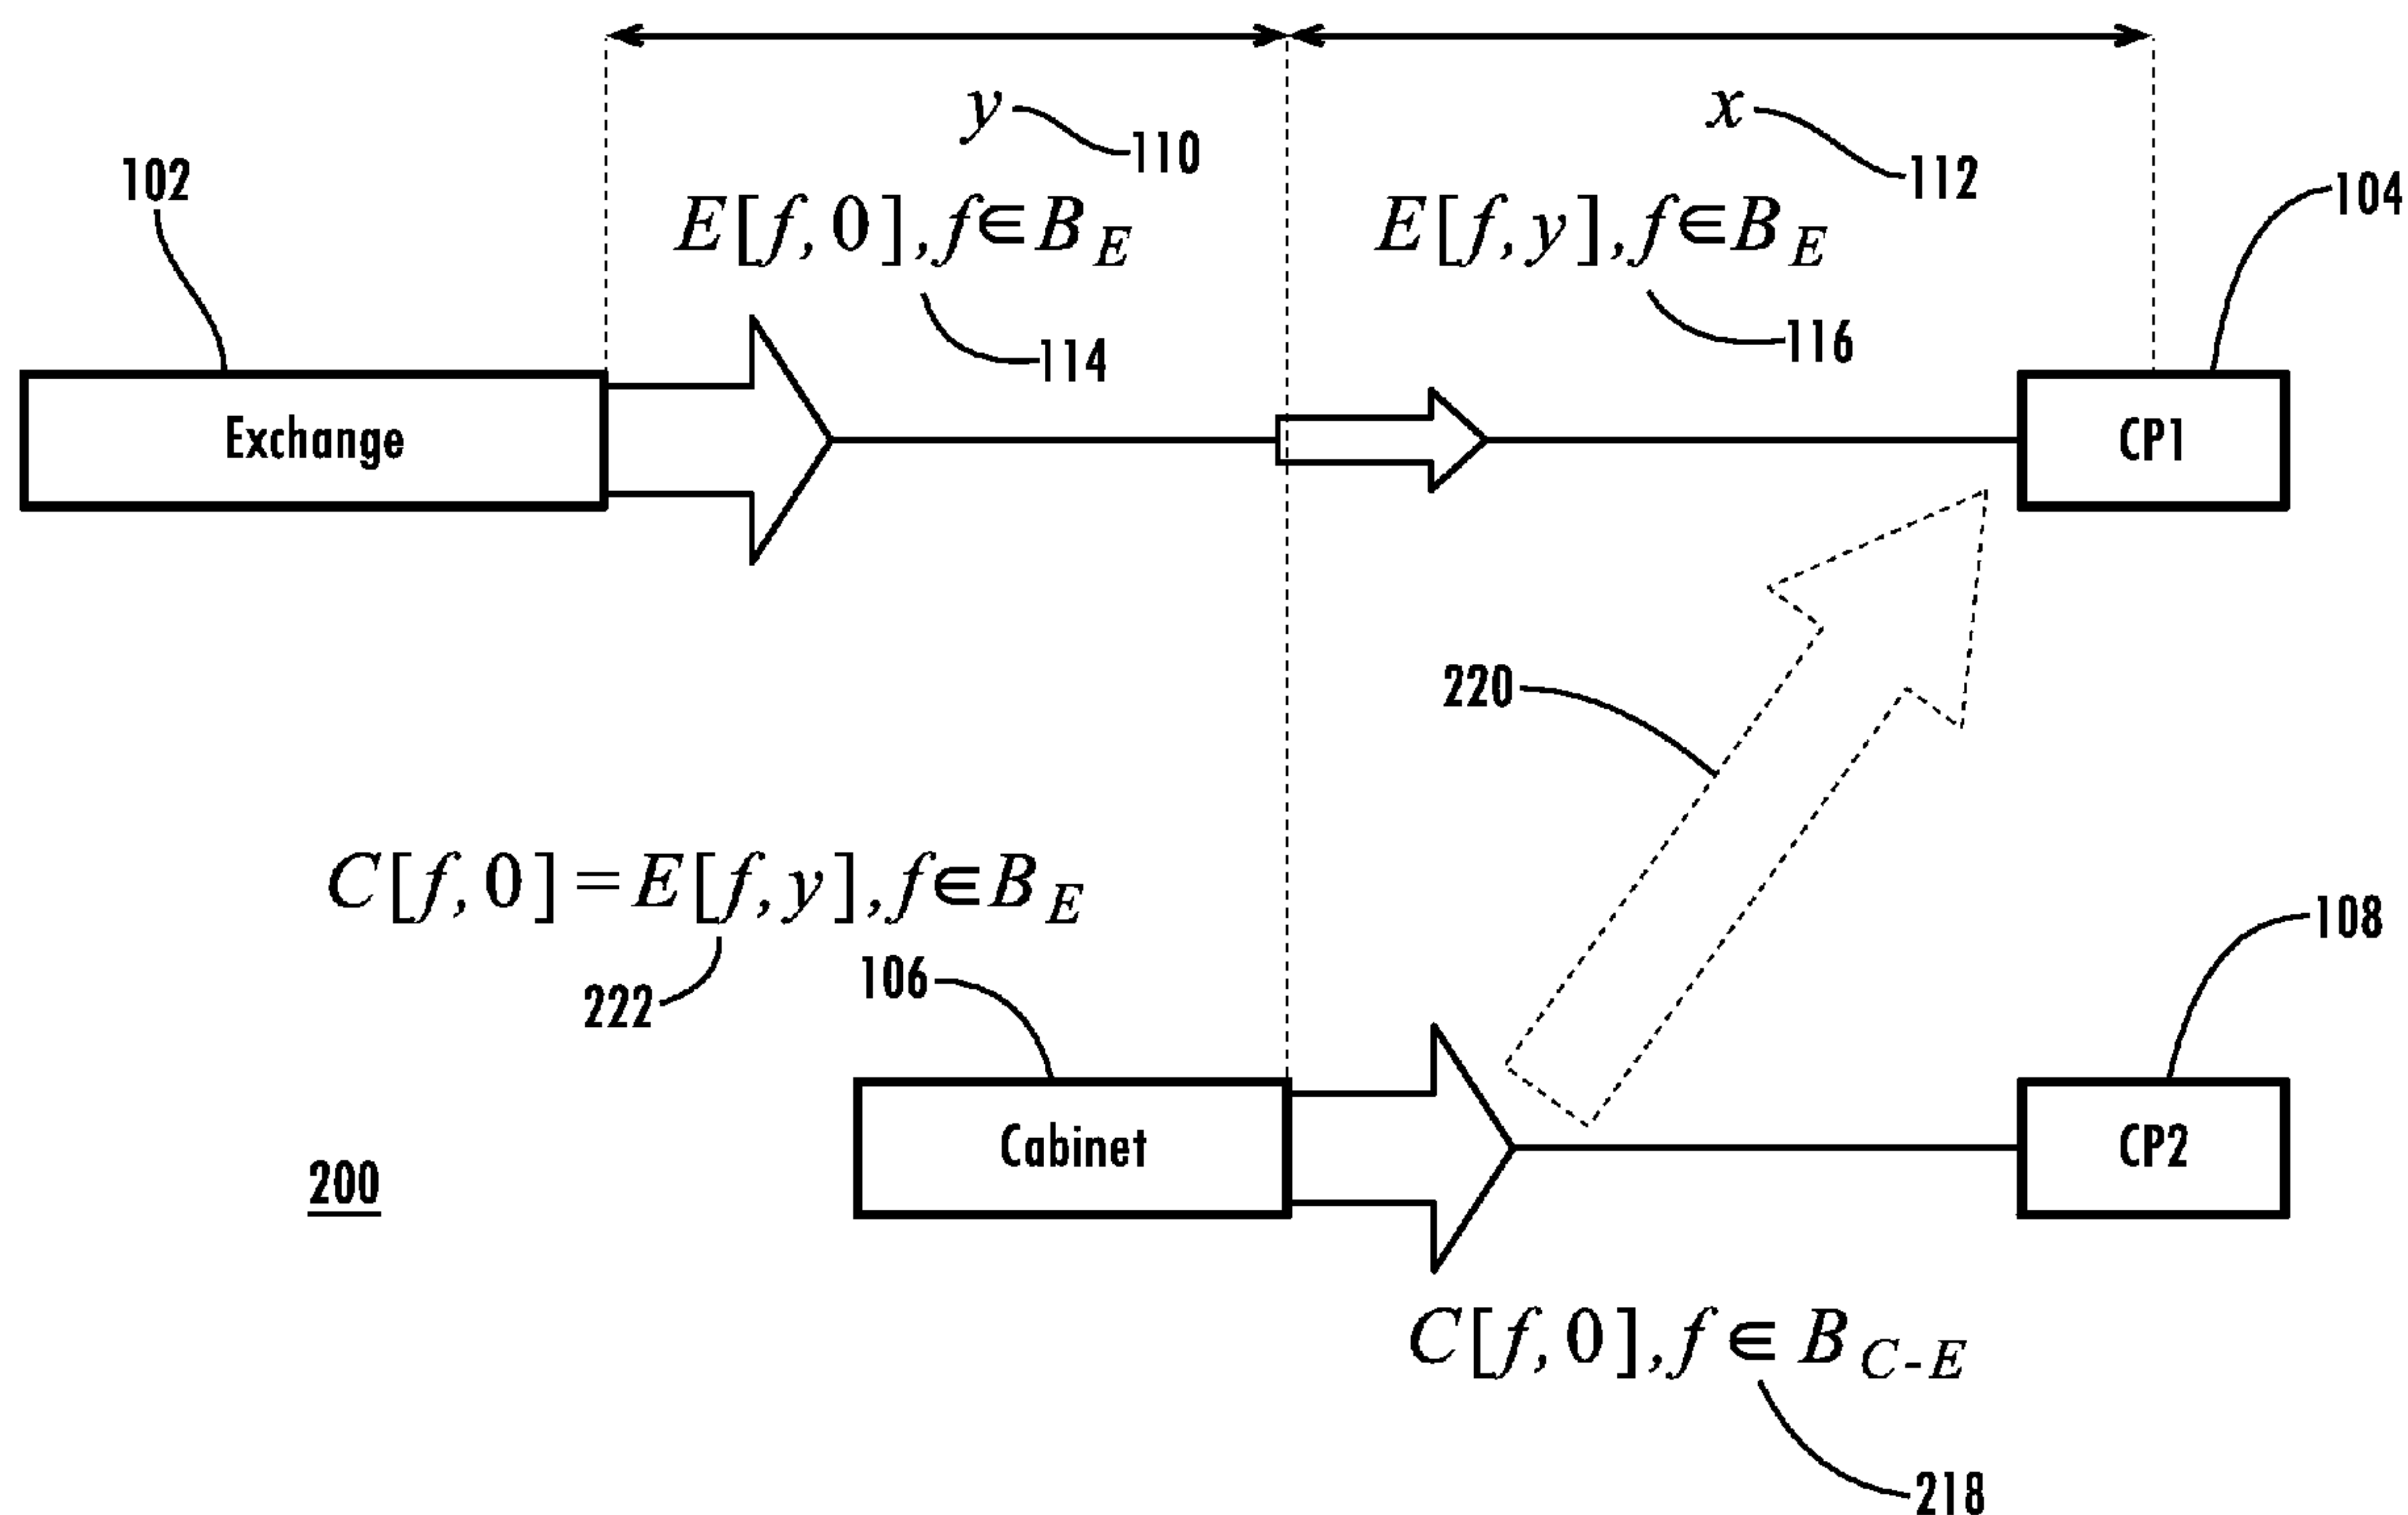 y
110
x
112
102
104
E[f,0],f∈B_E
114
E[f,y],f∈B_E
116
Exchange
CP1
220
C[f,0]=E[f,y],f∈B_E
222
106
108
Cabinet
CP2
200
C[f,0],f∈B_{C-E}
218